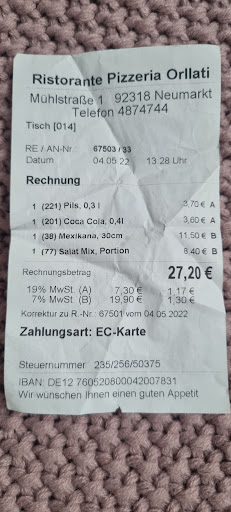 Ristorante Pizzeria Orllati
Mühlstraße 1 92318 Neumarkt
Telefon 4874744
Tisch [014]
RE / AN-Nr. 67503 / 93
Datum 04.05.22 13:28 Uhr
Rechnung
1 (221) Pils, 0,3 l 3,70 € A
1 (201) Coca Cola, 0,4l 3,60 € A
1 (38) Mexikana, 30cm 11,50 € B
1 (77) Salat Mix, Portion 8,40 € B
Rechnungsbetrag 27,20 €
19% MwSt. (A) 7,30 € 1,17 €
7% MwSt. (B) 19,90 € 1,30 €
Korrektur zu R.-Nr.: 67501 vom 04.05.2022
Zahlungsart: EC-Karte
Steuernummer 235/256/50375
IBAN: DE12 760520800042007831
Wir wünschen Ihnen einen guten Appetit